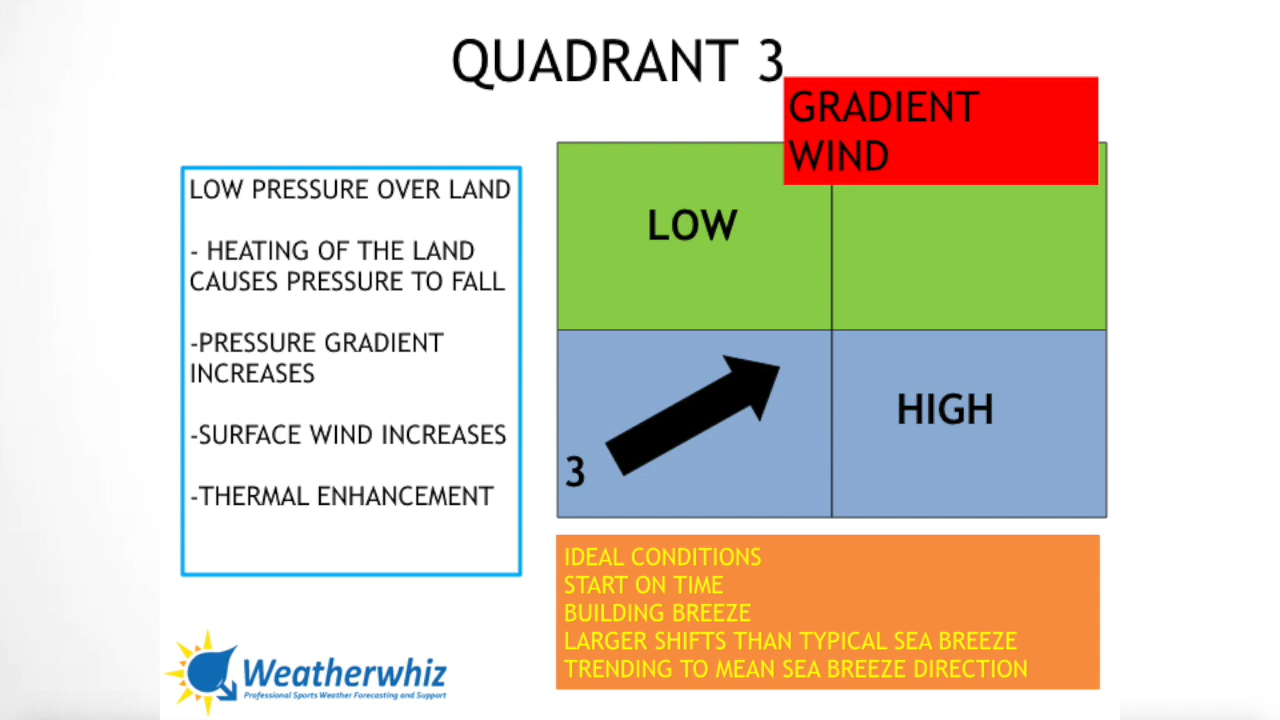 QUADRANT 3
GRADIENT
WIND
LOW PRESSURE OVER LAND
- HEATING OF THE LAND
CAUSES PRESSURE TO FALL
-PRESSURE GRADIENT
INCREASES
-SURFACE WIND INCREASES
-THERMAL ENHANCEMENT
LOW
HIGH
3
IDEAL CONDITIONS
START ON TIME
BUILDING BREEZE
LARGER SHIFTS THAN TYPICAL SEA BREEZE
TRENDING TO MEAN SEA BREEZE DIRECTION
Weatherwhiz
Professional Sports Weather Forecasting and Support